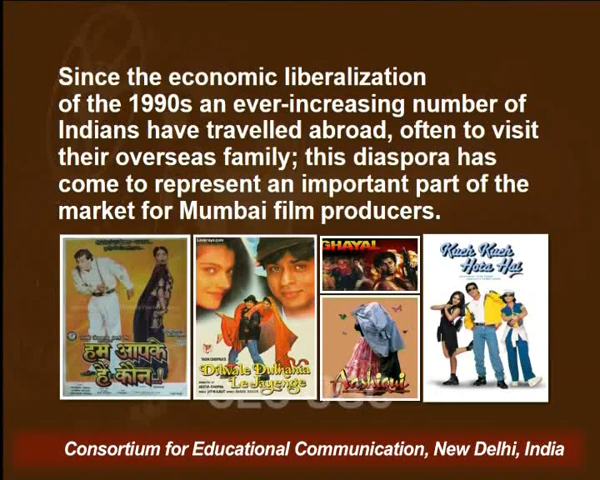 Since the economic liberalization
of the 1990s an ever-increasing number of
Indians have travelled abroad, often to visit
their overseas family; this diaspora has
come to represent an important part of the
market for Mumbai film producers.
हम आपके
हैं कौन..!
Dilwale Dulhania
Le Jayenge
GHAYAL
Aashiqui
Kuch Kuch
Hota Hai
Consortium for Educational Communication, New Delhi, India